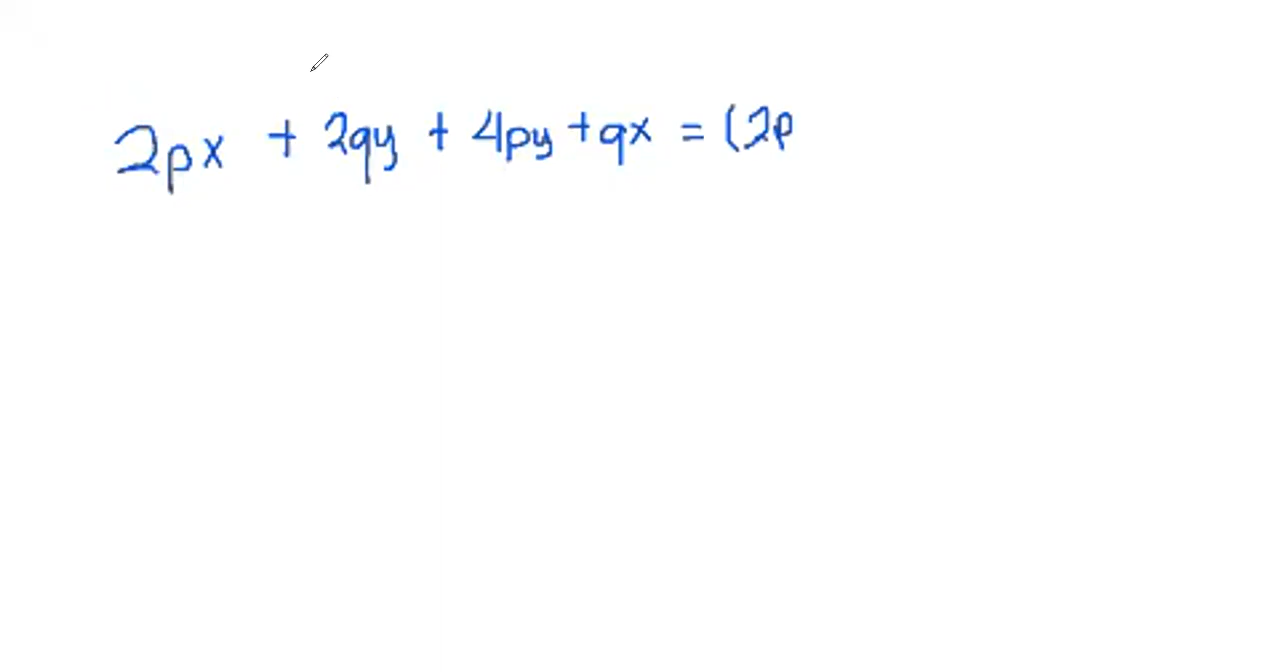 2px + 2qy + 4py + qx = (2p